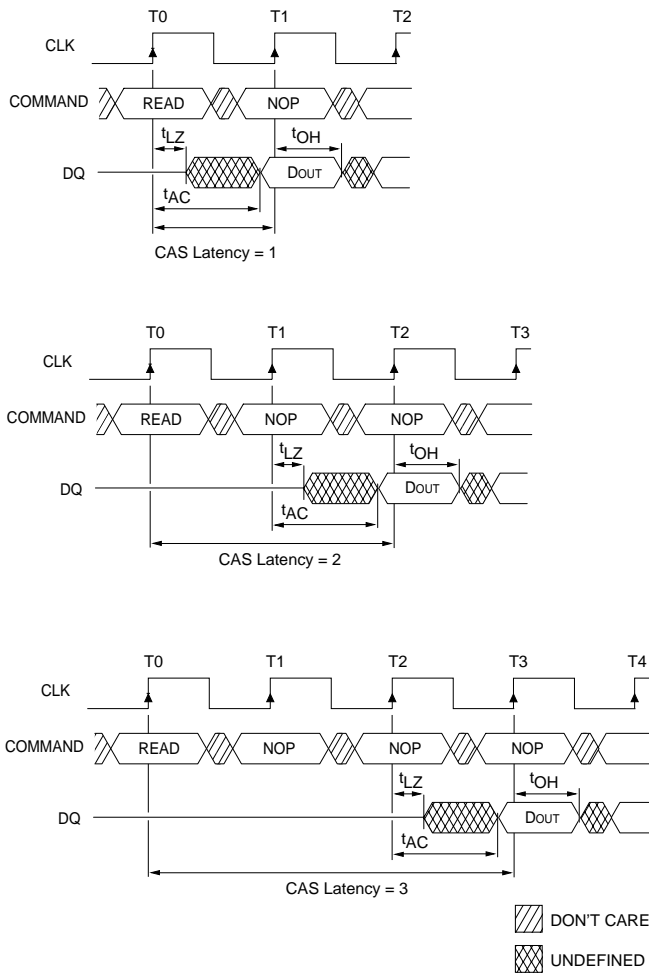 T0 T1 T2
CLK
COMMAND READ NOP
tLZ tOH
DQ DOUT
tAC
CAS Latency = 1
T0 T1 T2 T3
CLK
COMMAND READ NOP NOP
tLZ tOH
DQ DOUT
tAC
CAS Latency = 2
T0 T1 T2 T3 T4
CLK
COMMAND READ NOP NOP NOP
tLZ tOH
DQ DOUT
tAC
CAS Latency = 3
DON'T CARE
UNDEFINED